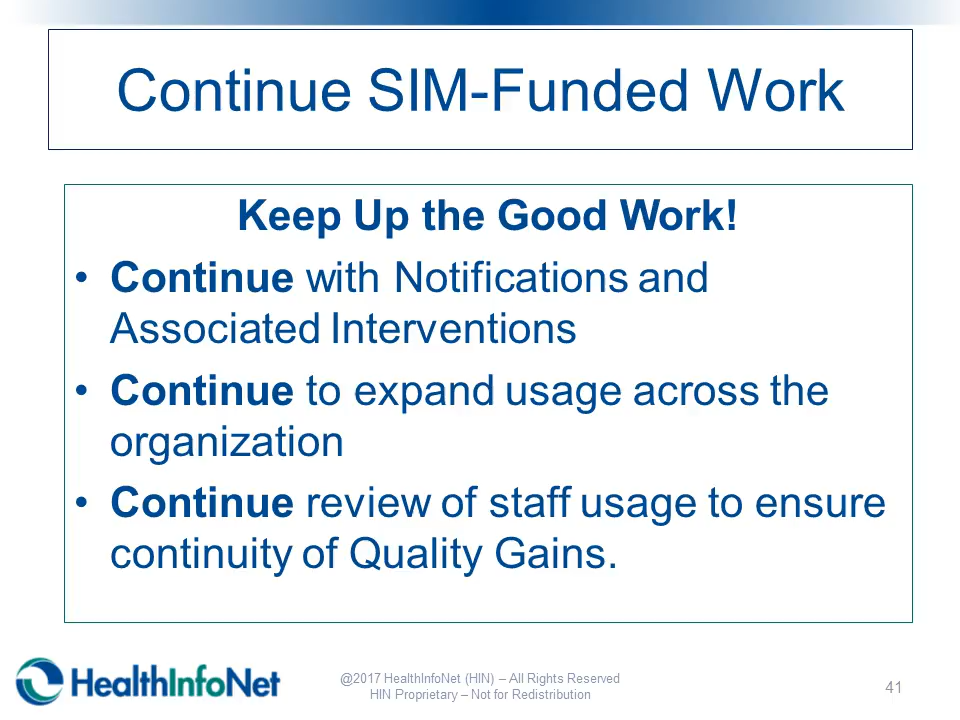 Continue SIM-Funded Work
Keep Up the Good Work!
• Continue with Notifications and
Associated Interventions
• Continue to expand usage across the
organization
• Continue review of staff usage to ensure
continuity of Quality Gains.
HealthInfoNet
@2017 HealthInfoNet (HIN) – All Rights Reserved
HIN Proprietary – Not for Redistribution
41